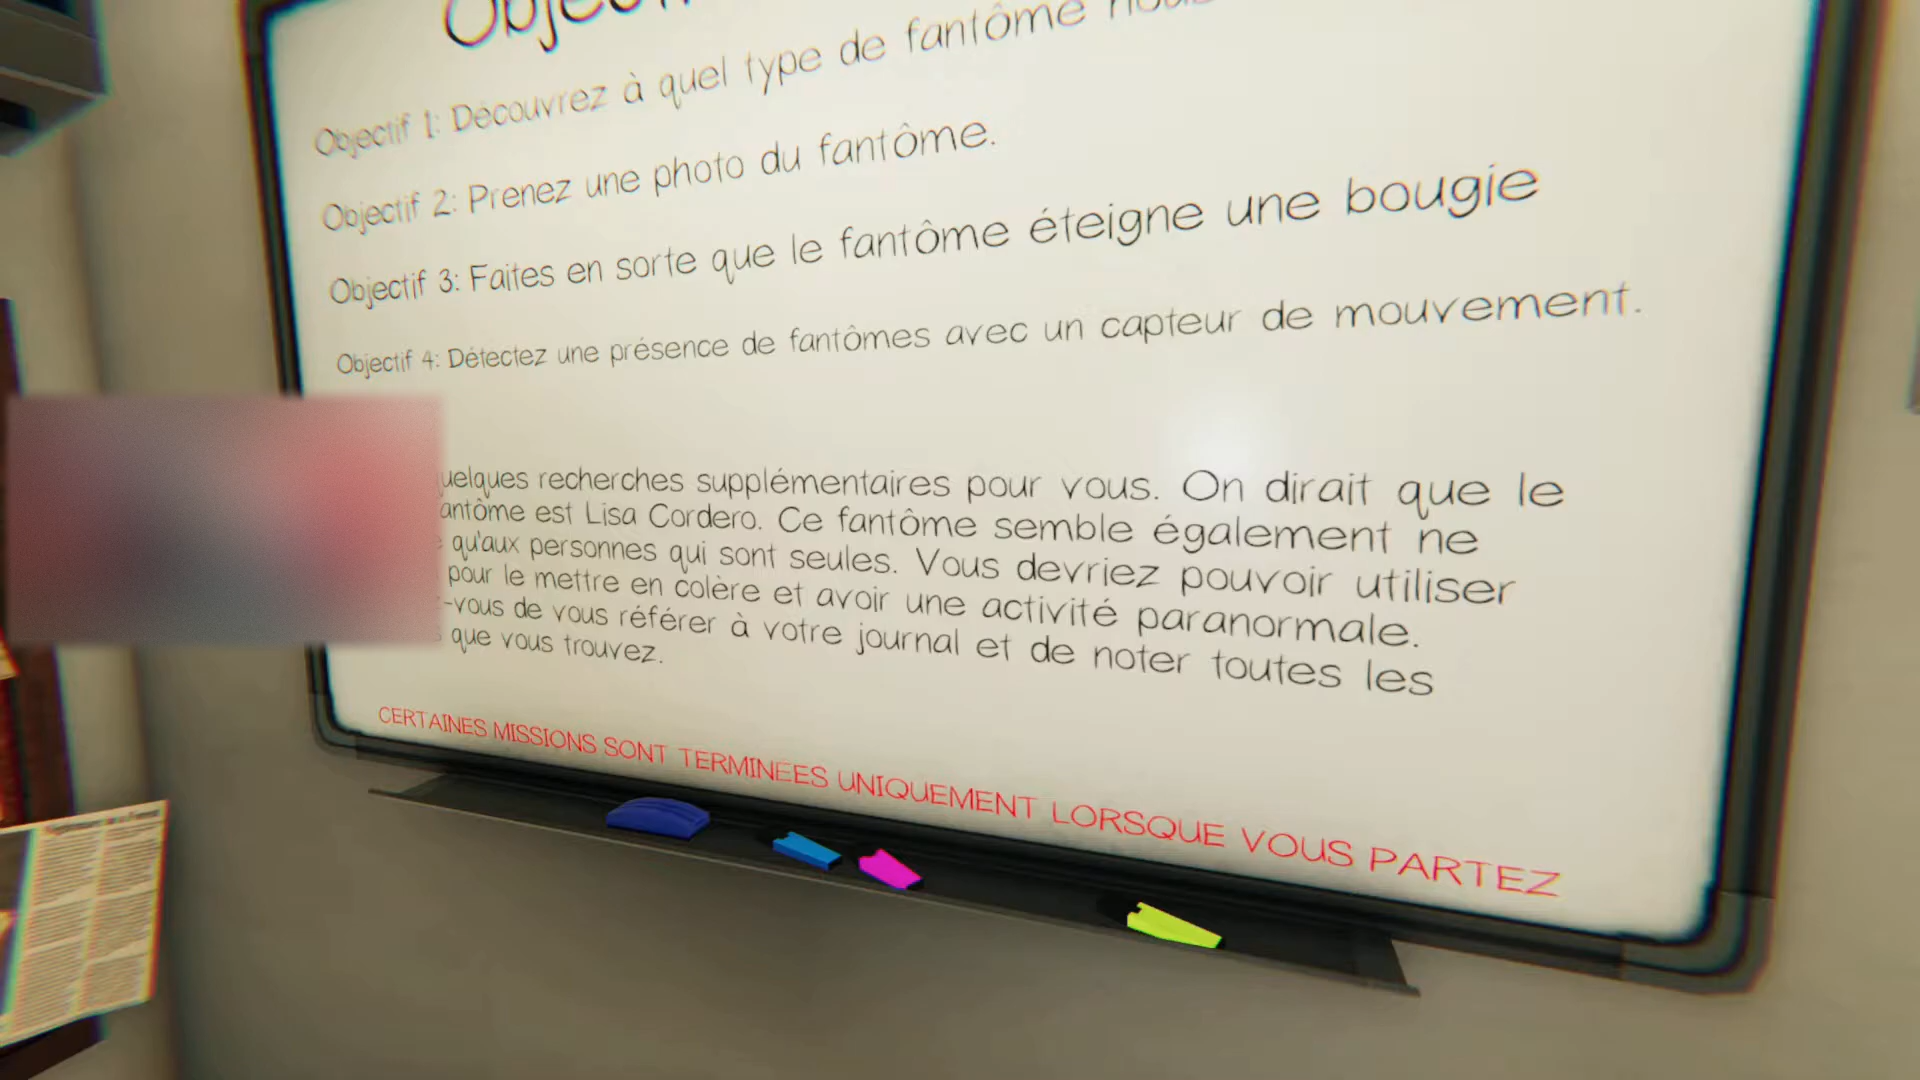 Objectif 1: Découvrez à quel type de fantôme
Objectif 2: Prenez une photo du fantôme.
Objectif 3: Faites en sorte que le fantôme éteigne une bougie
Objectif 4: Détectez une présence de fantômes avec un capteur de mouvement.
recherches supplémentaires pour vous. On dirait que le
est Lisa Cordero. Ce fantôme semble également ne
qu'aux personnes qui sont seules. Vous devriez pouvoir utiliser
pour le mettre en colère et avoir une activité paranormale.
-vous de vous référer à votre journal et de noter toutes les
que vous trouvez.
CERTAINES MISSIONS SONT TERMINÉES UNIQUEMENT LORSQUE VOUS PARTEZ